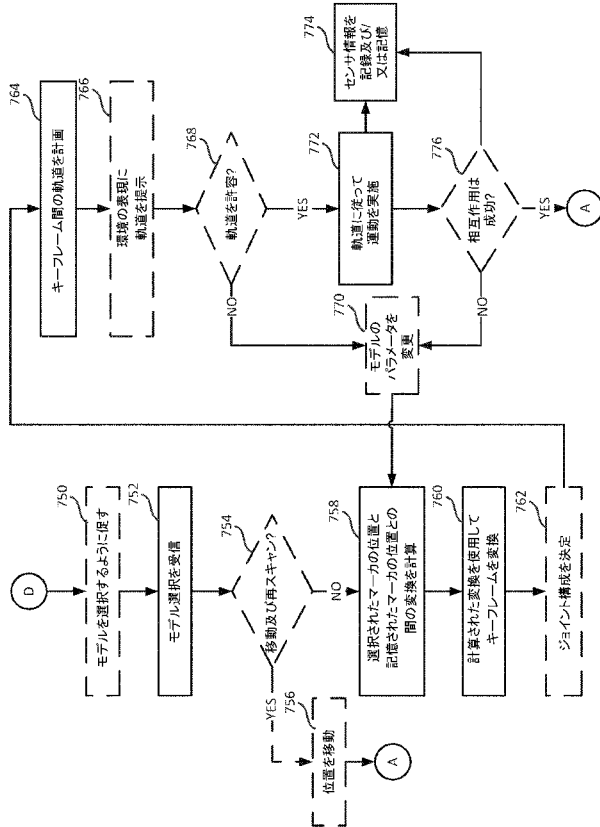 D
750
モデルを選択するように促す
752
モデル選択を受信
754
移動及び再スキャン?
YES
756
位置を移動
A
NO
758
選択されたマーカの位置と
記憶されたマーカの位置との
間の変換を計算
760
計算された変換を使用して
キーフレームを変換
762
ジョイント構成を決定
764
キーフレーム間の軌道を計画
766
環境の表現に
軌道を提示
768
軌道を許容?
NO
YES
770
モデルの
パラメータを
変更
772
軌道に従って
運動を実施
774
センサ情報を
記録及び/
又は記憶
776
相互作用は
成功?
NO
YES
A